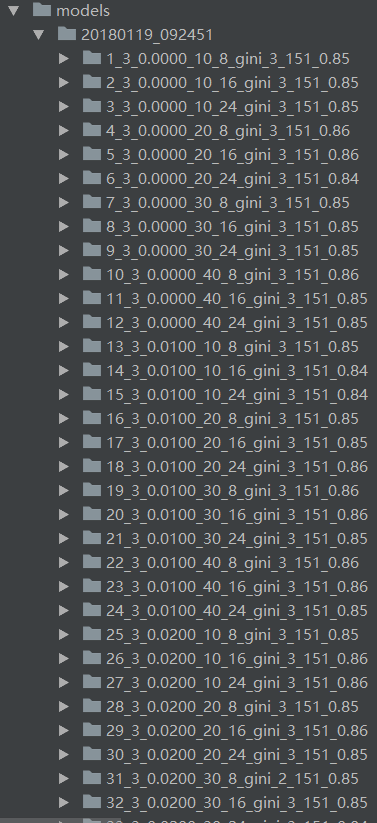 models
20180119_092451
1_3_0.0000_10_8_gini_3_151_0.85
2_3_0.0000_10_16_gini_3_151_0.85
3_3_0.0000_10_24_gini_3_151_0.85
4_3_0.0000_20_8_gini_3_151_0.86
5_3_0.0000_20_16_gini_3_151_0.86
6_3_0.0000_20_24_gini_3_151_0.84
7_3_0.0000_30_8_gini_3_151_0.85
8_3_0.0000_30_16_gini_3_151_0.85
9_3_0.0000_30_24_gini_3_151_0.85
10_3_0.0000_40_8_gini_3_151_0.86
11_3_0.0000_40_16_gini_3_151_0.85
12_3_0.0000_40_24_gini_3_151_0.85
13_3_0.0100_10_8_gini_3_151_0.85
14_3_0.0100_10_16_gini_3_151_0.84
15_3_0.0100_10_24_gini_3_151_0.84
16_3_0.0100_20_8_gini_3_151_0.85
17_3_0.0100_20_16_gini_3_151_0.85
18_3_0.0100_20_24_gini_3_151_0.86
19_3_0.0100_30_8_gini_3_151_0.86
20_3_0.0100_30_16_gini_3_151_0.86
21_3_0.0100_30_24_gini_3_151_0.85
22_3_0.0100_40_8_gini_3_151_0.86
23_3_0.0100_40_16_gini_3_151_0.86
24_3_0.0100_40_24_gini_3_151_0.85
25_3_0.0200_10_8_gini_3_151_0.85
26_3_0.0200_10_16_gini_3_151_0.86
27_3_0.0200_10_24_gini_3_151_0.86
28_3_0.0200_20_8_gini_3_151_0.85
29_3_0.0200_20_16_gini_3_151_0.86
30_3_0.0200_20_24_gini_3_151_0.85
31_3_0.0200_30_8_gini_2_151_0.85
32_3_0.0200_30_16_gini_3_151_0.85